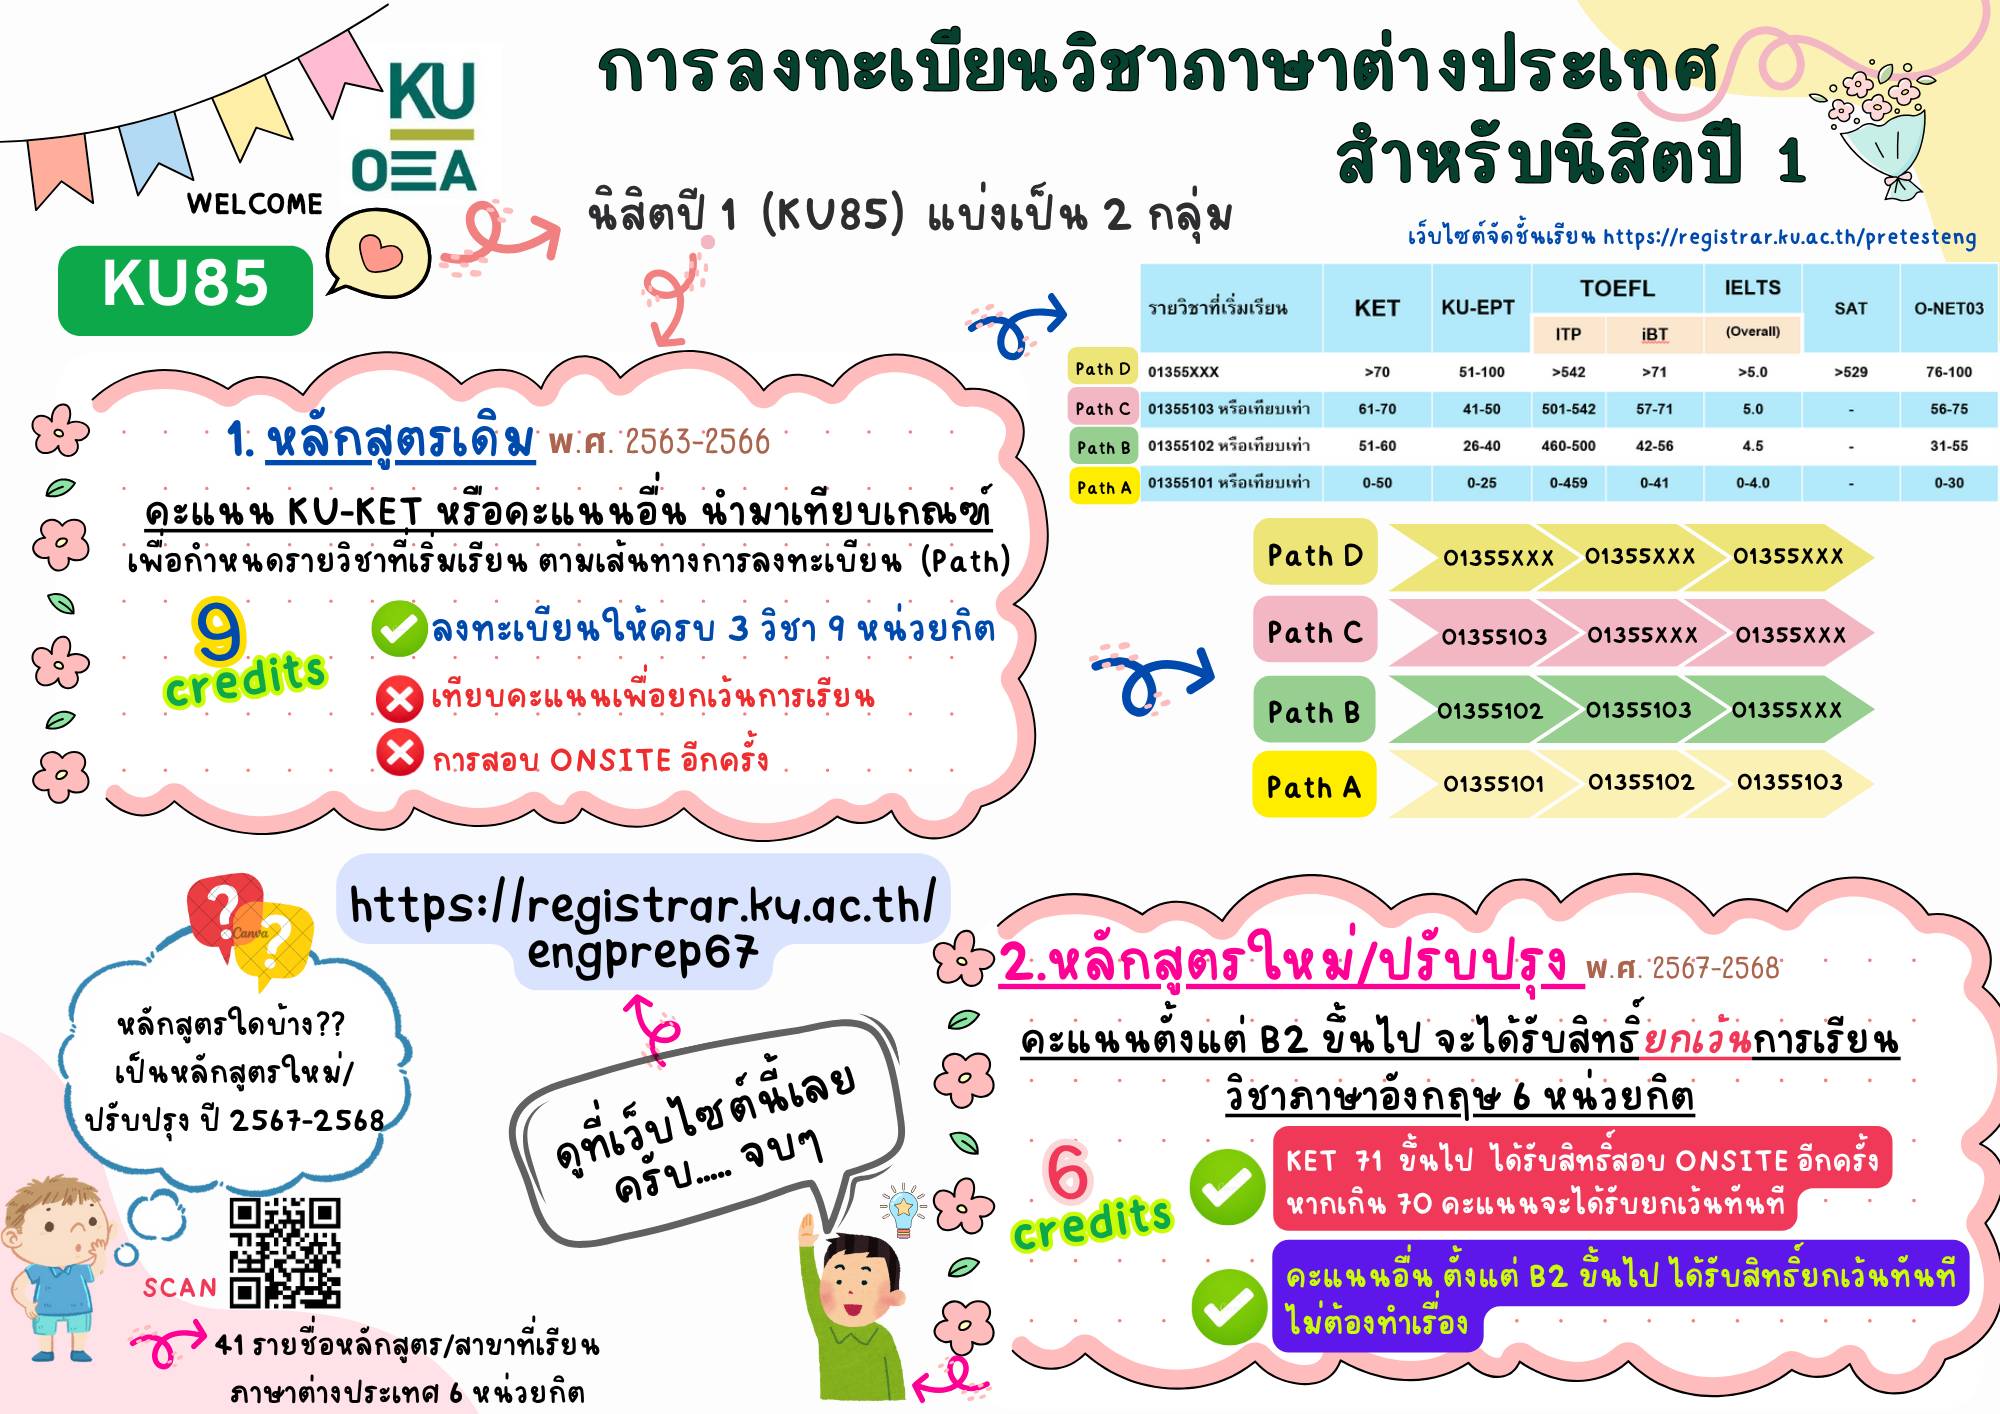 การลงทะเบียนวิชาภาษาต่างประเทศ
สำหรับนิสิตปี 1
KU
OEA
WELCOME
KU85
นิสิตปี 1 (KU85) แบ่งเป็น 2 กลุ่ม
เว็บไซต์จัดชั้นเรียน https://registrar.ku.ac.th/pretesteng
รายวิชาที่เริ่มเรียน KET KU-EPT TOEFL IELTS SAT O-NET03
ITP iBT (Overall)
Path D 01355XXX >70 51-100 >542 >71 >5.0 >529 76-100
Path C 01355103 หรือเทียบเท่า 61-70 41-50 501-542 57-71 5.0 - 56-75
Path B 01355102 หรือเทียบเท่า 51-60 26-40 460-500 42-56 4.5 - 31-55
Path A 01355101 หรือเทียบเท่า 0-50 0-25 0-459 0-41 0-4.0 - 0-30
1. หลักสูตรเดิม พ.ศ. 2563-2566
คะแนน KU-KET หรือคะแนนอื่น นำมาเทียบเกณฑ์
เพื่อกำหนดรายวิชาที่เริ่มเรียน ตามเส้นทางการลงทะเบียน (Path)
9
credits
ลงทะเบียนให้ครบ 3 วิชา 9 หน่วยกิต
เทียบคะแนนเพื่อยกเว้นการเรียน
การสอบ ONSITE อีกครั้ง
Path D 01355XXX 01355XXX 01355XXX
Path C 01355103 01355XXX 01355XXX
Path B 01355102 01355103 01355XXX
Path A 01355101 01355102 01355103
https://registrar.ku.ac.th/
engprep67
Canva
หลักสูตรใดบ้าง??
เป็นหลักสูตรใหม่/
ปรับปรุง ปี 2567-2568
ดูที่เว็บไซต์นี้เลย
ครับ..... จบๆ
SCAN
41 รายชื่อหลักสูตร/สาขาที่เรียน
ภาษาต่างประเทศ 6 หน่วยกิต
2.หลักสูตรใหม่/ปรับปรุง พ.ศ. 2567-2568
คะแนนตั้งแต่ B2 ขึ้นไป จะได้รับสิทธิ์ยกเว้นการเรียน
วิชาภาษาอังกฤษ 6 หน่วยกิต
6
credits
KET 71 ขึ้นไป ได้รับสิทธิ์สอบ ONSITE อีกครั้ง
หากเกิน 70 คะแนนจะได้รับยกเว้นทันที
คะแนนอื่น ตั้งแต่ B2 ขึ้นไป ได้รับสิทธิ์ยกเว้นทันที
ไม่ต้องทำเรื่อง